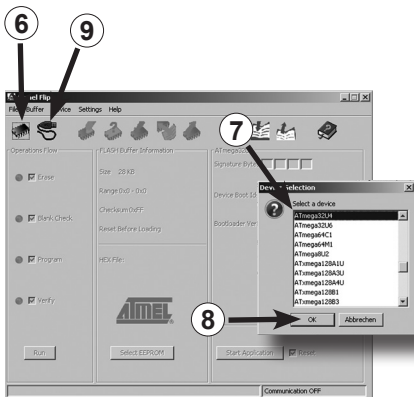 6
9
Atmel Flip
File Buffer Device Settings Help
Operations Flow
FLASH Buffer Information
ATmega32U4
7
Erase
Size 28 KB
Signature Bytes
Range 0x0 - 0x0
Device Boot Ids
Blank Check
Checksum 0xFF
Bootloader Ver
Reset Before Loading
Program
HEX File:
Verify
ATMEL
Run
Select EEPROM
Start Application
Reset
Communication OFF
Device Selection
Select a device
ATmega32U4
ATmega32U6
ATmega64C1
ATmega64M1
ATmega8U2
ATxmega128A1U
ATxmega128A3U
ATxmega128A4U
ATxmega128B1
ATxmega128B3
8
OK
Abbrechen